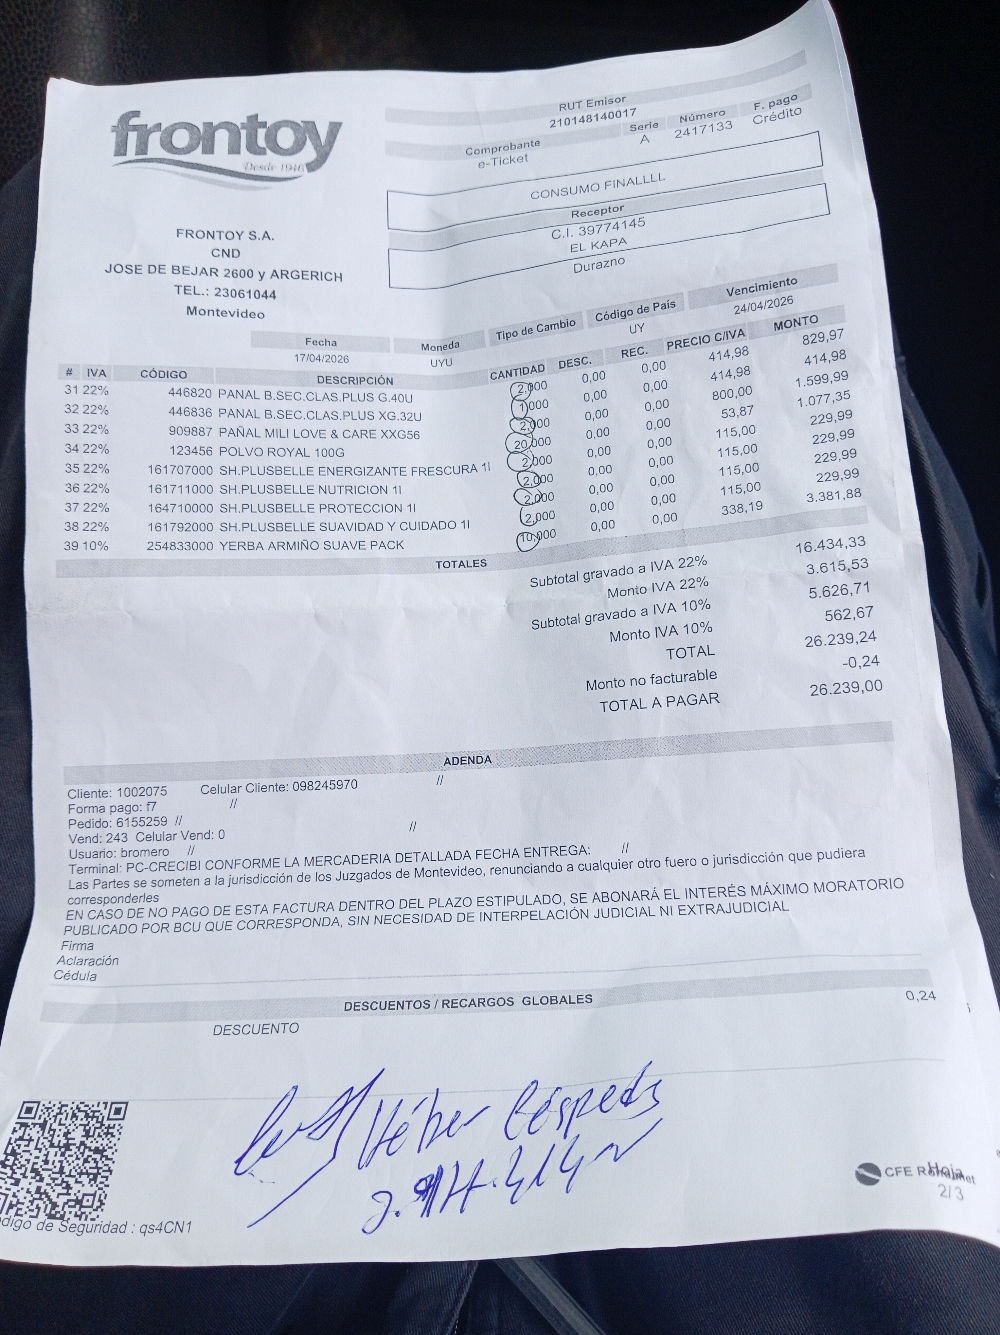 frontoy
Desde 1940
FRONTOY S.A.
CND
JOSE DE BEJAR 2600 y ARGERICH
TEL.: 23061044
Montevideo
RUT Emisor
210148140017
Comprobante Serie Número F. pago
e-Ticket A 2417133 Crédito
CONSUMO FINALLLL
Receptor
C.I. 39774145
EL KAPA
Durazno
Fecha Moneda Tipo de Cambio Código de País Vencimiento
17/04/2026 UYU UY 24/04/2026
# IVA CÓDIGO DESCRIPCIÓN CANTIDAD DESC. REC. PRECIO C/IVA MONTO
31 22% 446820 PANAL B.SEC.CLAS.PLUS G.40U 2,000 0,00 0,00 414,98 829,97
32 22% 446836 PANAL B.SEC.CLAS.PLUS XG.32U 1,000 0,00 0,00 414,98 414,98
33 22% 909887 PAÑAL MILI LOVE & CARE XXG56 2,000 0,00 0,00 800,00 1.599,99
34 22% 123456 POLVO ROYAL 100G 20,000 0,00 0,00 53,87 1.077,35
35 22% 161707000 SH.PLUSBELLE ENERGIZANTE FRESCURA 1l 2,000 0,00 0,00 115,00 229,99
36 22% 161711000 SH.PLUSBELLE NUTRICION 1l 2,000 0,00 0,00 115,00 229,99
37 22% 164710000 SH.PLUSBELLE PROTECCION 1l 2,000 0,00 0,00 115,00 229,99
38 22% 161792000 SH.PLUSBELLE SUAVIDAD Y CUIDADO 1l 2,000 0,00 0,00 115,00 229,99
39 10% 254833000 YERBA ARMIÑO SUAVE PACK 10,000 0,00 0,00 338,19 3.381,88
TOTALES
Subtotal gravado a IVA 22% 16.434,33
Monto IVA 22% 3.615,53
Subtotal gravado a IVA 10% 5.626,71
Monto IVA 10% 562,67
TOTAL 26.239,24
Monto no facturable -0,24
TOTAL A PAGAR 26.239,00
ADENDA
Cliente: 1002075 Celular Cliente: 098245970 //
Forma pago: f7 //
Pedido: 6155259 //
Vend: 243 Celular Vend: 0 //
Usuario: bromero //
Terminal: PC-CRECIBI CONFORME LA MERCADERIA DETALLADA FECHA ENTREGA: //
Las Partes se someten a la jurisdicción de los Juzgados de Montevideo, renunciando a cualquier otro fuero o jurisdicción que pudiera
corresponderles
EN CASO DE NO PAGO DE ESTA FACTURA DENTRO DEL PLAZO ESTIPULADO, SE ABONARÁ EL INTERÉS MÁXIMO MORATORIO
PUBLICADO POR BCU QUE CORRESPONDA, SIN NECESIDAD DE INTERPELACIÓN JUDICIAL NI EXTRAJUDICIAL
Firma
Aclaración
Cédula
DESCUENTOS / RECARGOS GLOBALES
DESCUENTO 0,24
Héber Céspedes
digo de Seguridad : qs4CN1
CFE
Hoja
2/3